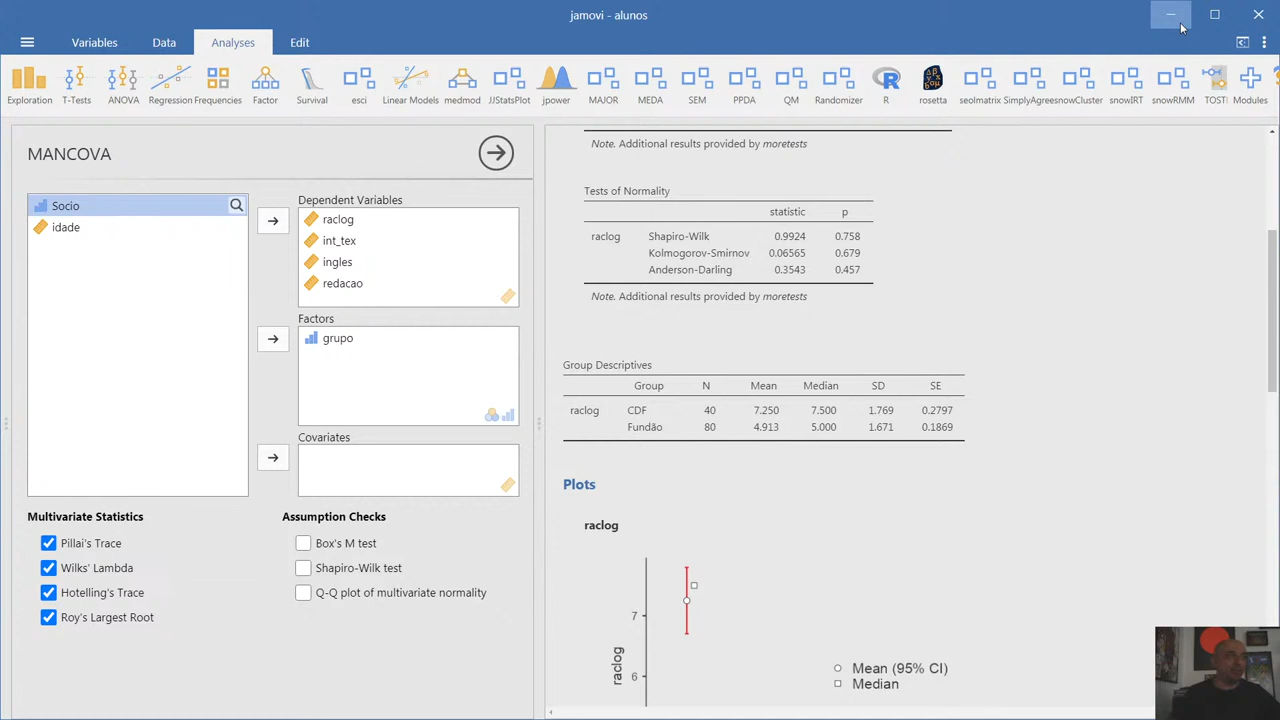 jamovi - alunos
Variables Data Analyses Edit
Exploration T-Tests ANOVA Regression Frequencies Factor Survival esci Linear Models medmod JJStatsPlot jpower MAJOR MEDA SEM PPDA QM Randomizer R rosetta seolmatrix SimplyAgree snowCluster snowIRT snowRMM TOSTER Modules
MANCOVA
Socio
idade
Dependent Variables
raclog
int_tex
ingles
redacao
Factors
grupo
Covariates
Multivariate Statistics
Pillai's Trace
Wilks' Lambda
Hotelling's Trace
Roy's Largest Root
Assumption Checks
Box's M test
Shapiro-Wilk test
Q-Q plot of multivariate normality
Note. Additional results provided by moretests
Tests of Normality
statistic p
raclog Shapiro-Wilk 0.9924 0.758
Kolmogorov-Smirnov 0.06565 0.679
Anderson-Darling 0.3543 0.457
Note. Additional results provided by moretests
Group Descriptives
Group N Mean Median SD SE
raclog CDF 40 7.250 7.500 1.769 0.2797
Fundão 80 4.913 5.000 1.671 0.1869
Plots
raclog
7
6
raclog
Mean (95% CI)
Median